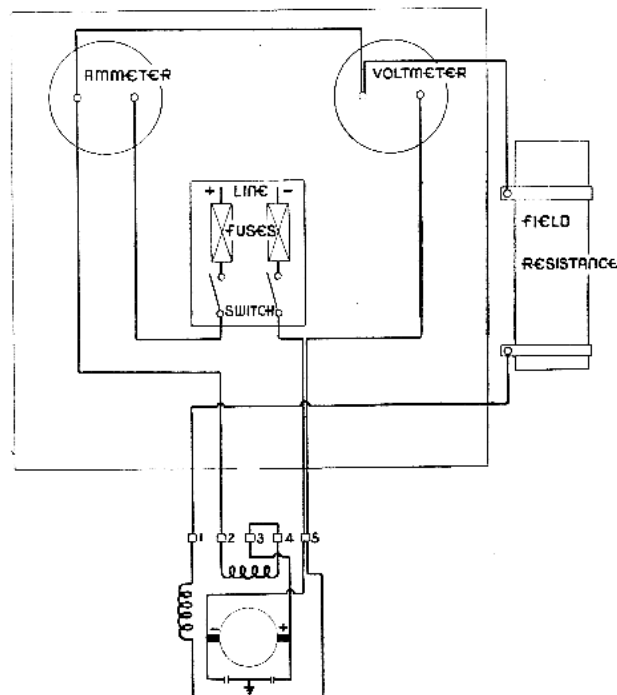 AMMETER
VOLTMETER
+ LINE -
FUSES
SWITCH
FIELD
RESISTANCE
1 2 3 4 5
- +